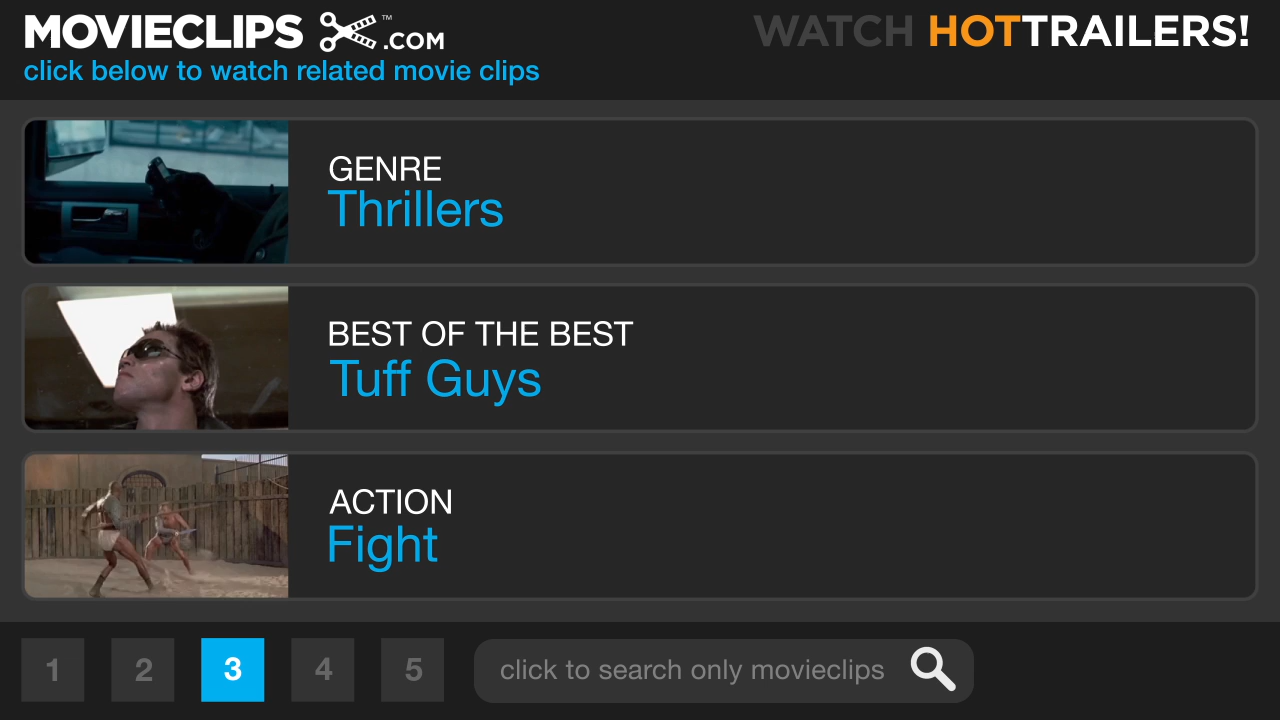 MOVIECLIPS ™ .COM
WATCH HOTTRAILERS!
click below to watch related movie clips
GENRE
Thrillers
BEST OF THE BEST
Tuff Guys
ACTION
Fight
1 2 3 4 5
click to search only movieclips